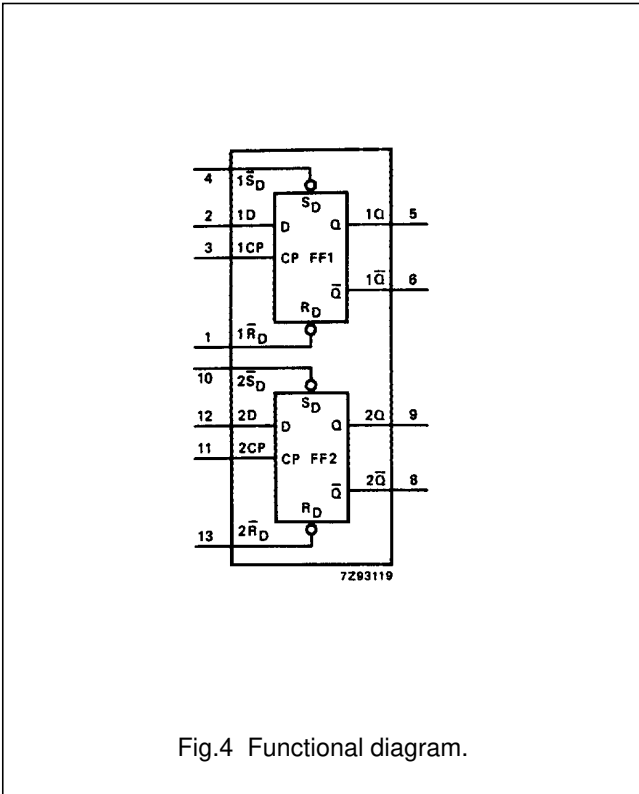 4 1S̅D
SD
2 1D D Q 1Q 5
3 1CP CP FF1
Q̅ 1Q̅ 6
RD
1 1R̅D
10 2S̅D
SD
12 2D D Q 2Q 9
11 2CP CP FF2
Q̅ 2Q̅ 8
RD
13 2R̅D
7Z93119
Fig.4 Functional diagram.